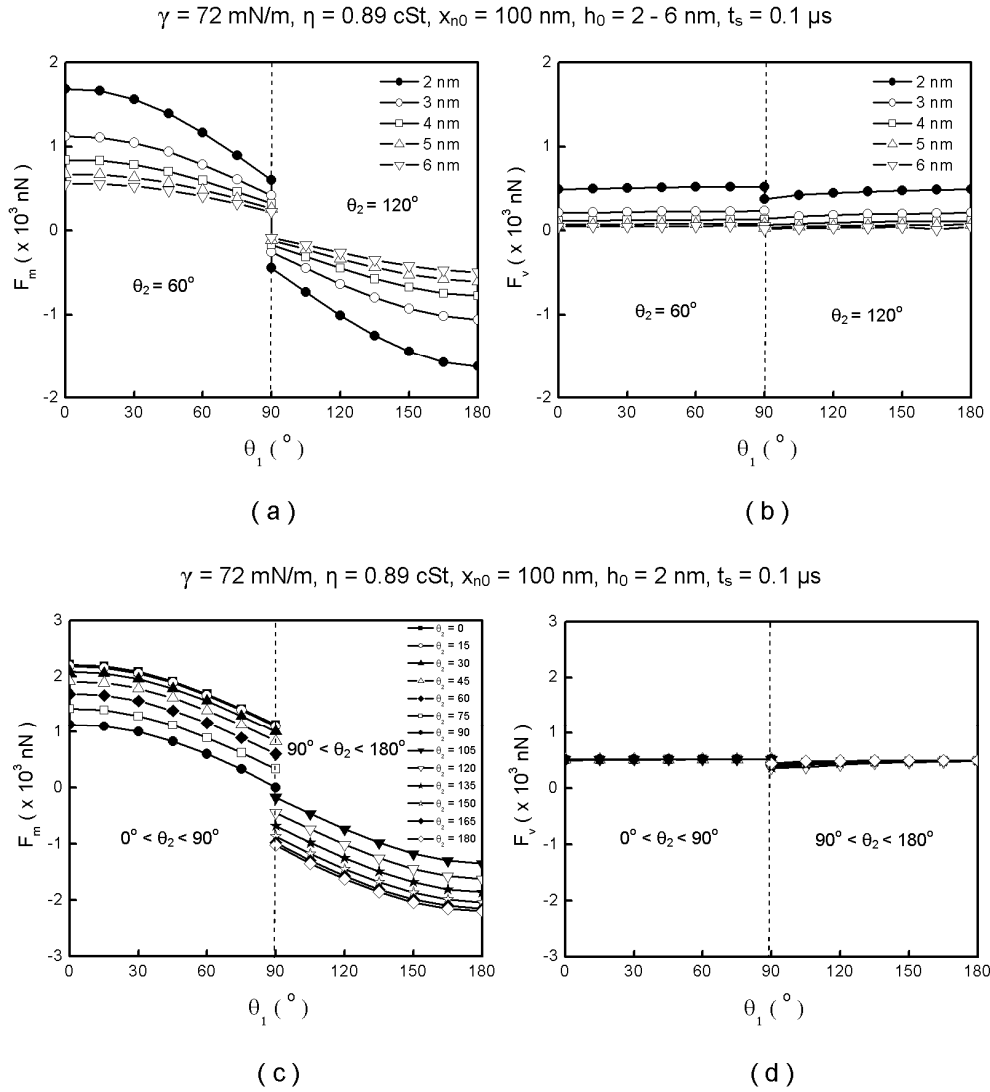 γ = 72 mN/m, η = 0.89 cSt, x_n0 = 100 nm, h_0 = 2 - 6 nm, t_s = 0.1 µs
F_m ( x 10^3 nN )
2
1
0
-1
-2
2 nm
3 nm
4 nm
5 nm
6 nm
θ_2 = 120°
θ_2 = 60°
0 30 60 90 120 150 180
θ_1 ( ° )
( a )
F_v ( x 10^3 nN )
2
1
0
-1
-2
2 nm
3 nm
4 nm
5 nm
6 nm
θ_2 = 60°
θ_2 = 120°
0 30 60 90 120 150 180
θ_1 ( ° )
( b )
γ = 72 mN/m, η = 0.89 cSt, x_n0 = 100 nm, h_0 = 2 nm, t_s = 0.1 µs
F_m ( x 10^3 nN )
3
2
1
0
-1
-2
-3
θ_2 = 0
θ_2 = 15
θ_2 = 30
θ_2 = 45
θ_2 = 60
θ_2 = 75
θ_2 = 90
θ_2 = 105
θ_2 = 120
θ_2 = 135
θ_2 = 150
θ_2 = 165
θ_2 = 180
90° < θ_2 < 180°
0° < θ_2 < 90°
0 30 60 90 120 150 180
θ_1 ( ° )
( c )
F_v ( x 10^3 nN )
3
2
1
0
-1
-2
-3
0° < θ_2 < 90°
90° < θ_2 < 180°
0 30 60 90 120 150 180
θ_1 ( ° )
( d )